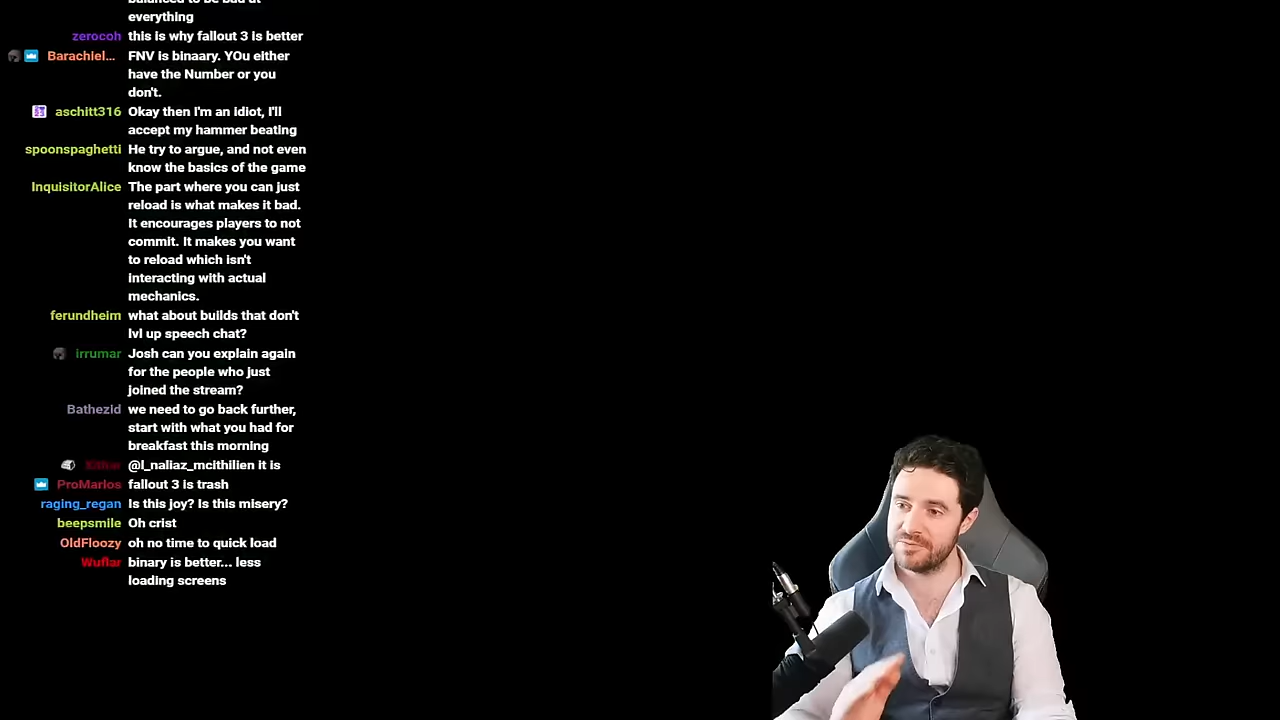 balanced to be bad at
everything
zerocoh this is why fallout 3 is better
Barachiel... FNV is binaary. YOu either
have the Number or you
don't.
aschitt316 Okay then I'm an idiot, I'll
accept my hammer beating
spoonspaghetti He try to argue, and not even
know the basics of the game
InquisitorAlice The part where you can just
reload is what makes it bad.
It encourages players to not
commit. It makes you want
to reload which isn't
interacting with actual
mechanics.
ferundheim what about builds that don't
lvl up speech chat?
irrumar Josh can you explain again
for the people who just
joined the stream?
Bathezid we need to go back further,
start with what you had for
breakfast this morning
@l_naliaz_mcithilien it is
ProMarlos fallout 3 is trash
raging_regan Is this joy? Is this misery?
beepsmile Oh crist
OldFloozy oh no time to quick load
Wuflar binary is better... less
loading screens